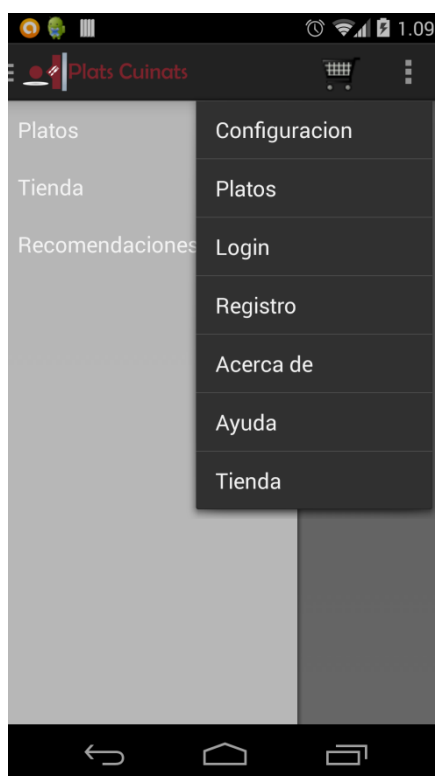 1.09
Plats Cuinats
Platos
Tienda
Recomendaciones
Configuracion
Platos
Login
Registro
Acerca de
Ayuda
Tienda